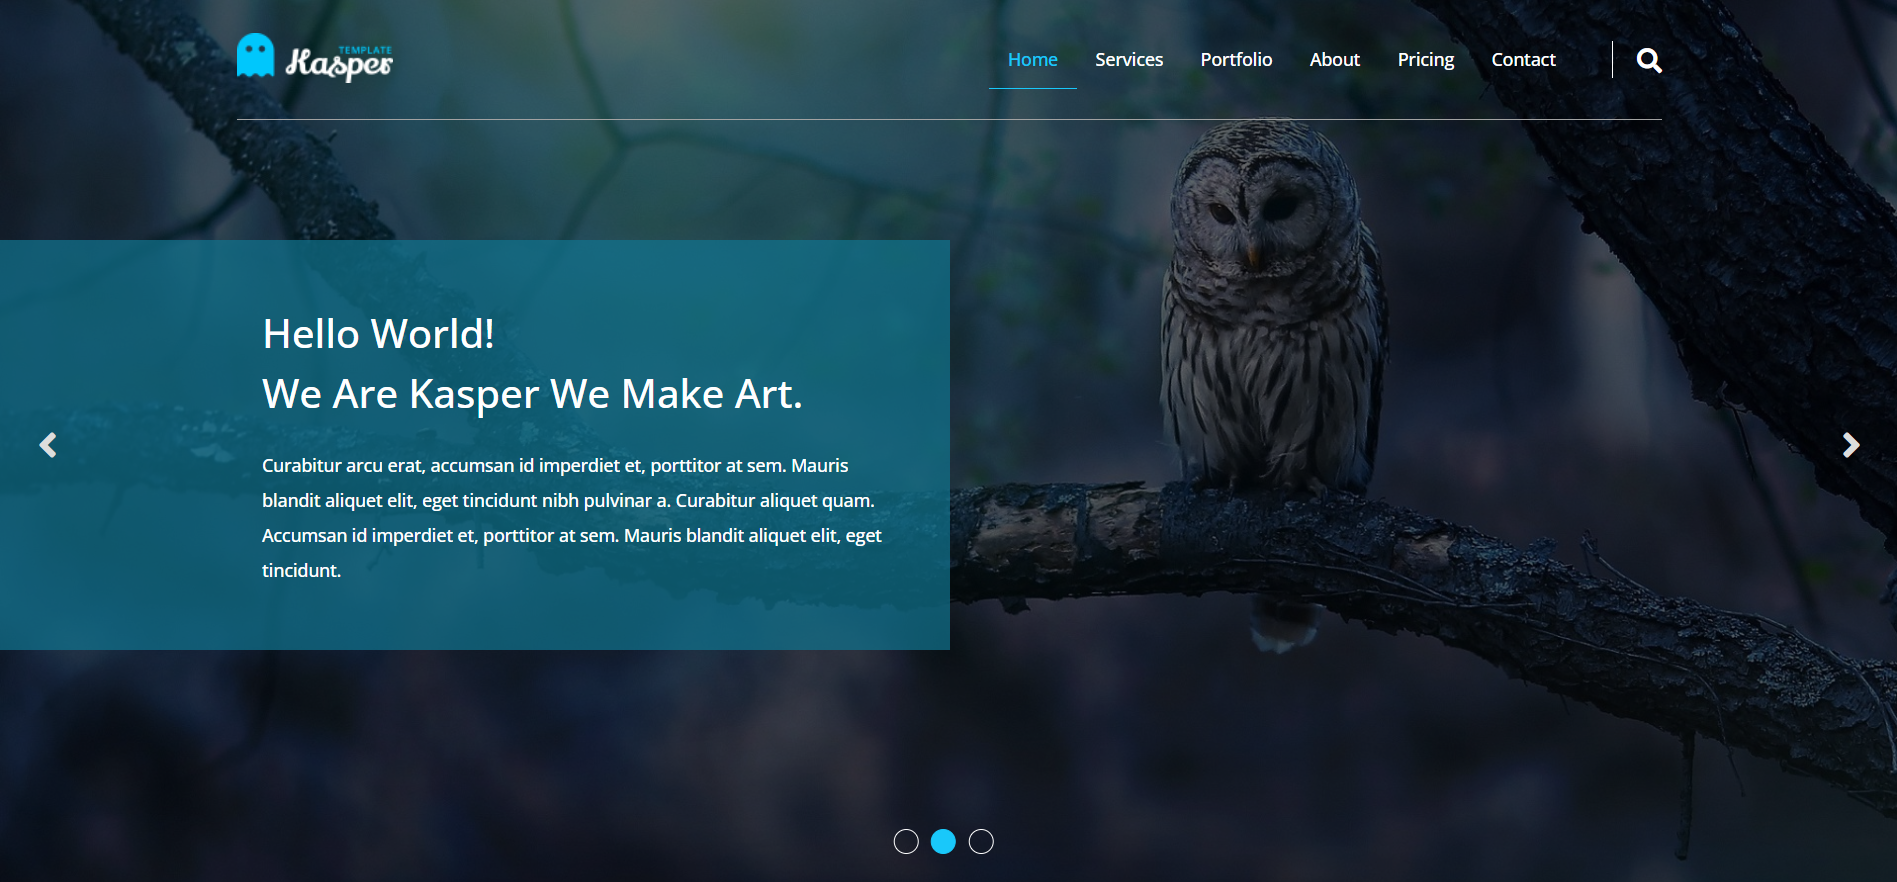 TEMPLATE
Kasper
Home Services Portfolio About Pricing Contact
Hello World!
We Are Kasper We Make Art.
Curabitur arcu erat, accumsan id imperdiet et, porttitor at sem. Mauris
blandit aliquet elit, eget tincidunt nibh pulvinar a. Curabitur aliquet quam.
Accumsan id imperdiet et, porttitor at sem. Mauris blandit aliquet elit, eget
tincidunt.